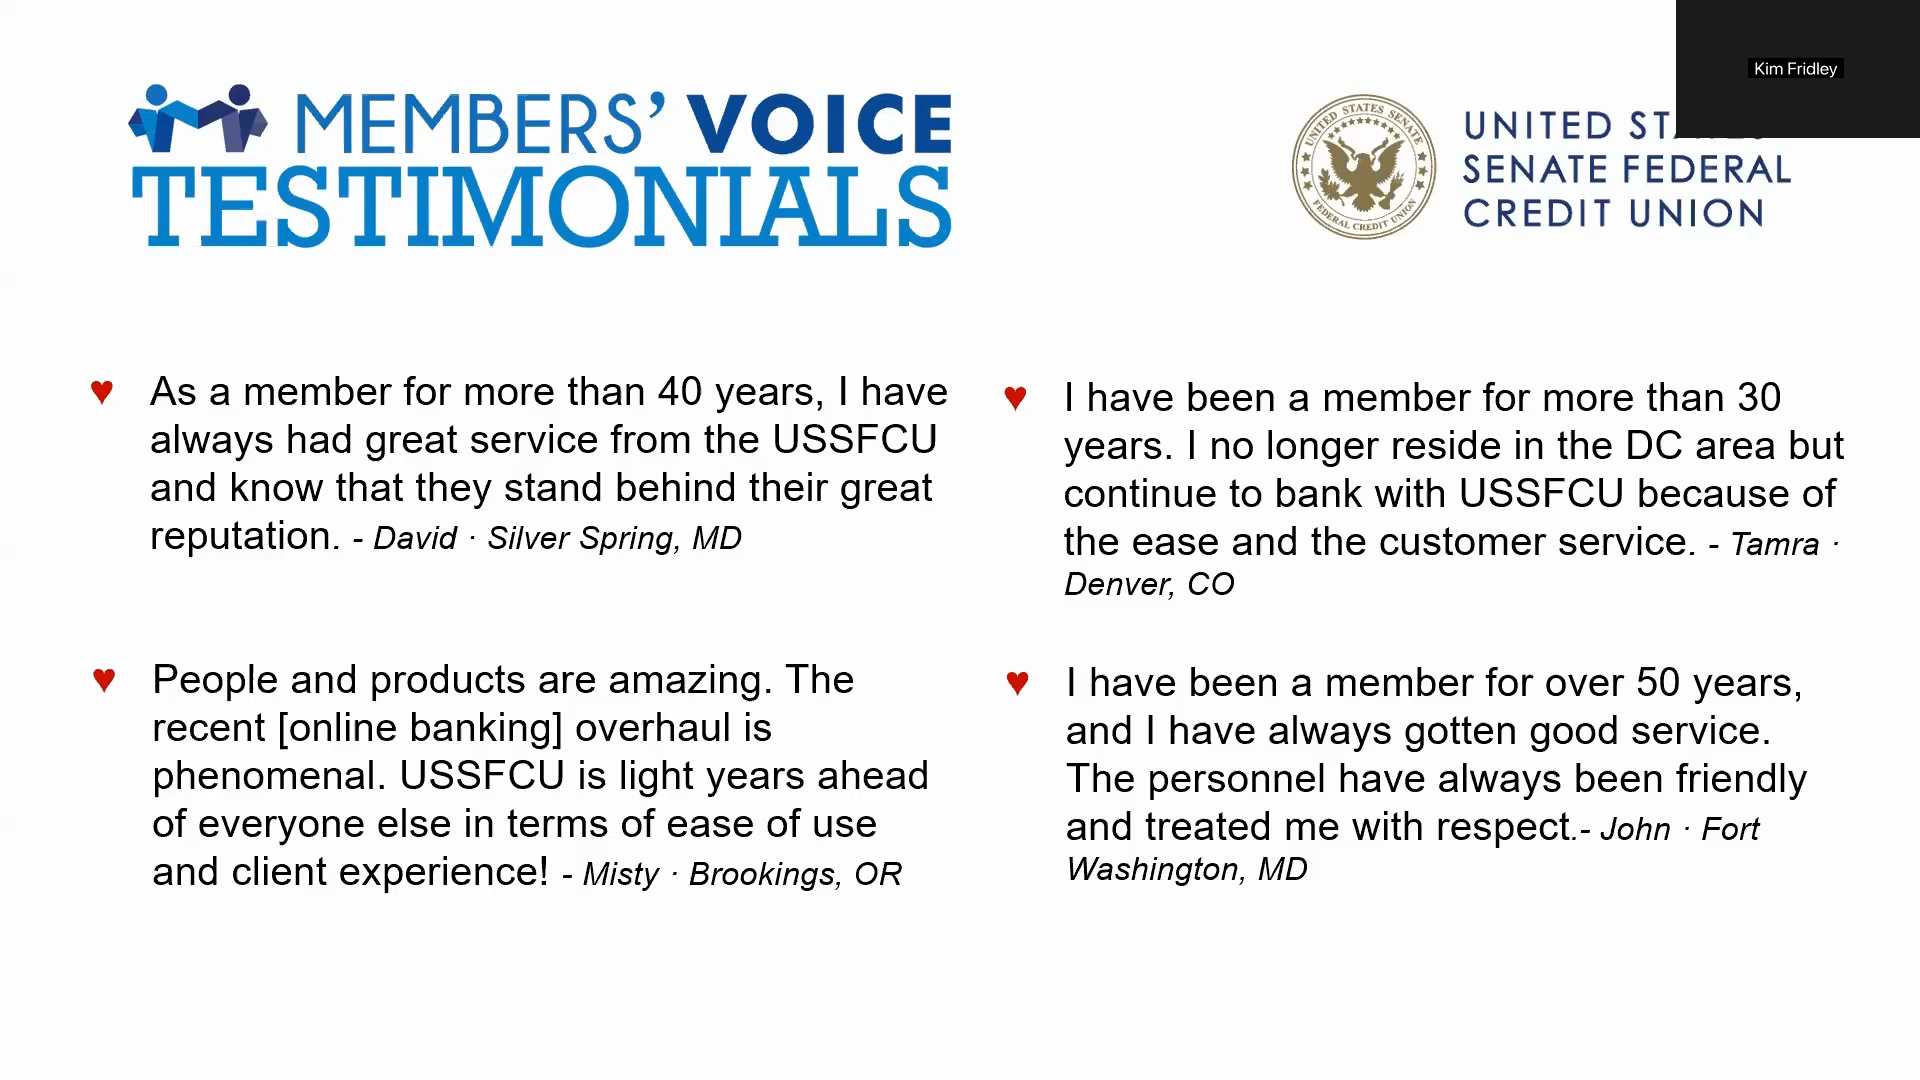 Kim Fridley
MEMBERS’ VOICE
TESTIMONIALS
UNITED STATES SENATE
FEDERAL CREDIT UNION
UNITED
SENATE FEDERAL
CREDIT UNION
♥ As a member for more than 40 years, I have
always had great service from the USSFCU
and know that they stand behind their great
reputation. - David · Silver Spring, MD
♥ People and products are amazing. The
recent [online banking] overhaul is
phenomenal. USSFCU is light years ahead
of everyone else in terms of ease of use
and client experience! - Misty · Brookings, OR
♥ I have been a member for more than 30
years. I no longer reside in the DC area but
continue to bank with USSFCU because of
the ease and the customer service. - Tamra ·
Denver, CO
♥ I have been a member for over 50 years,
and I have always gotten good service.
The personnel have always been friendly
and treated me with respect.- John · Fort
Washington, MD